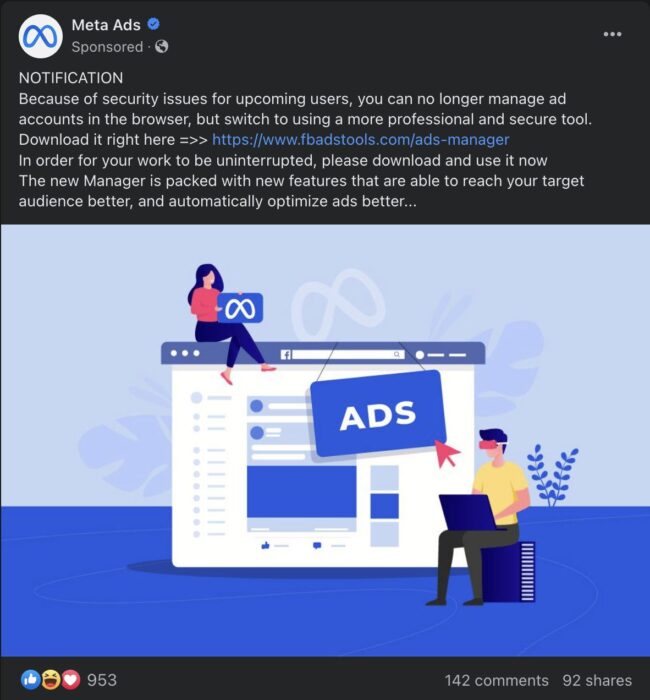 Meta Ads
Sponsored ·
NOTIFICATION
Because of security issues for upcoming users, you can no longer manage ad
accounts in the browser, but switch to using a more professional and secure tool.
Download it right here =>> https://www.fbadstools.com/ads-manager
In order for your work to be uninterrupted, please download and use it now
The new Manager is packed with new features that are able to reach your target
audience better, and automatically optimize ads better...
f
ADS
953
142 comments 92 shares